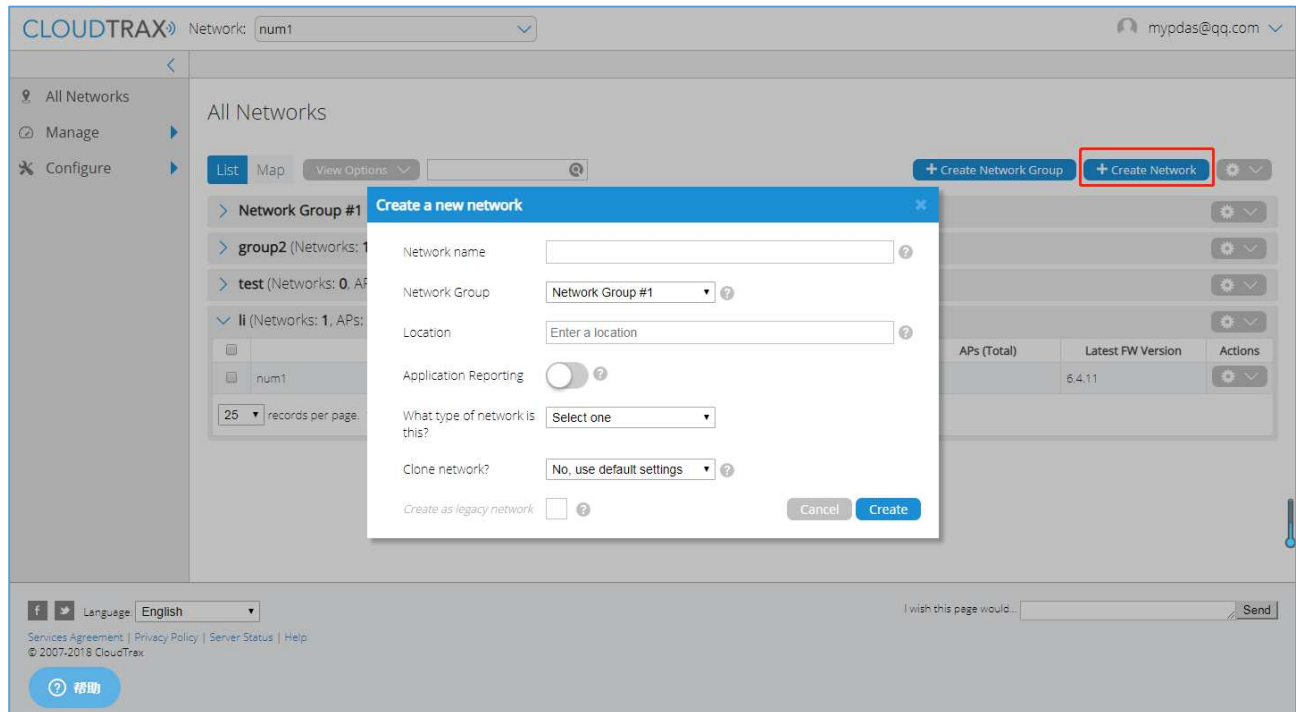 CLOUDTRAX Network: num1 mypdas@qq.com
All Networks
Manage
Configure
All Networks
List Map View Options + Create Network Group + Create Network
Network Group #1
group2 (Networks: 1
test (Networks: 0, AP
li (Networks: 1, APs:
APs (Total) Latest FW Version Actions
num1 6.4.11
25 records per page.
Create a new network
Network name
Network Group Network Group #1
Location Enter a location
Application Reporting
What type of network is
this?
Select one
Clone network? No, use default settings
Create as legacy network Cancel Create
Language: English I wish this page would... Send
Services Agreement | Privacy Policy | Server Status | Help
© 2007-2018 CloudTrax
帮助